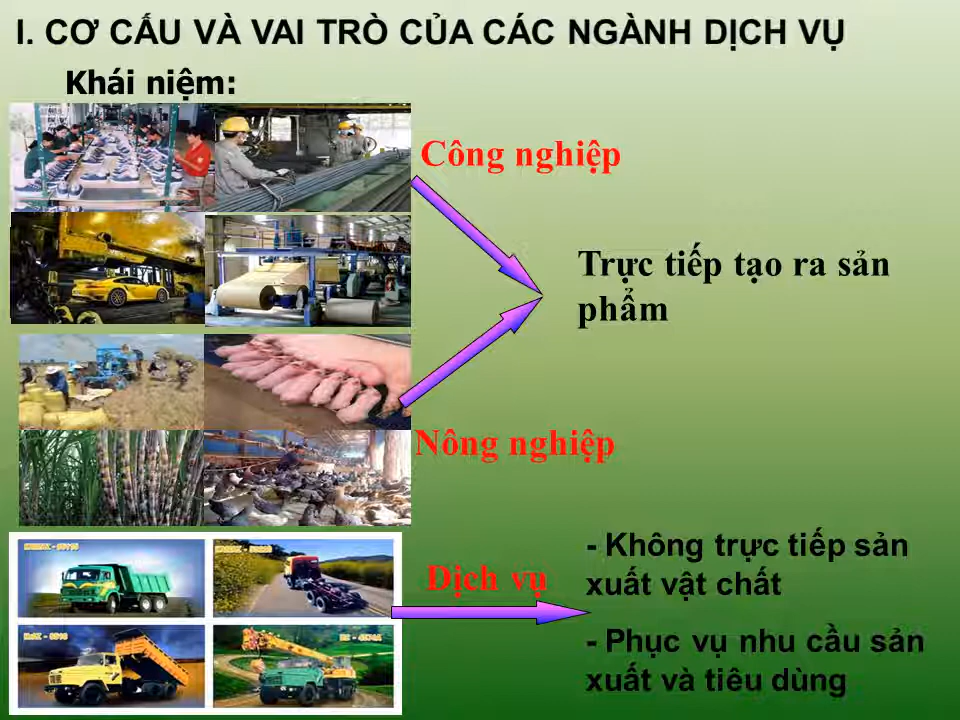 I. CƠ CẤU VÀ VAI TRÒ CỦA CÁC NGÀNH DỊCH VỤ
Khái niệm:
Công nghiệp
Trực tiếp tạo ra sản
phẩm
Nông nghiệp
Dịch vụ
- Không trực tiếp sản
xuất vật chất
- Phục vụ nhu cầu sản
xuất và tiêu dùng